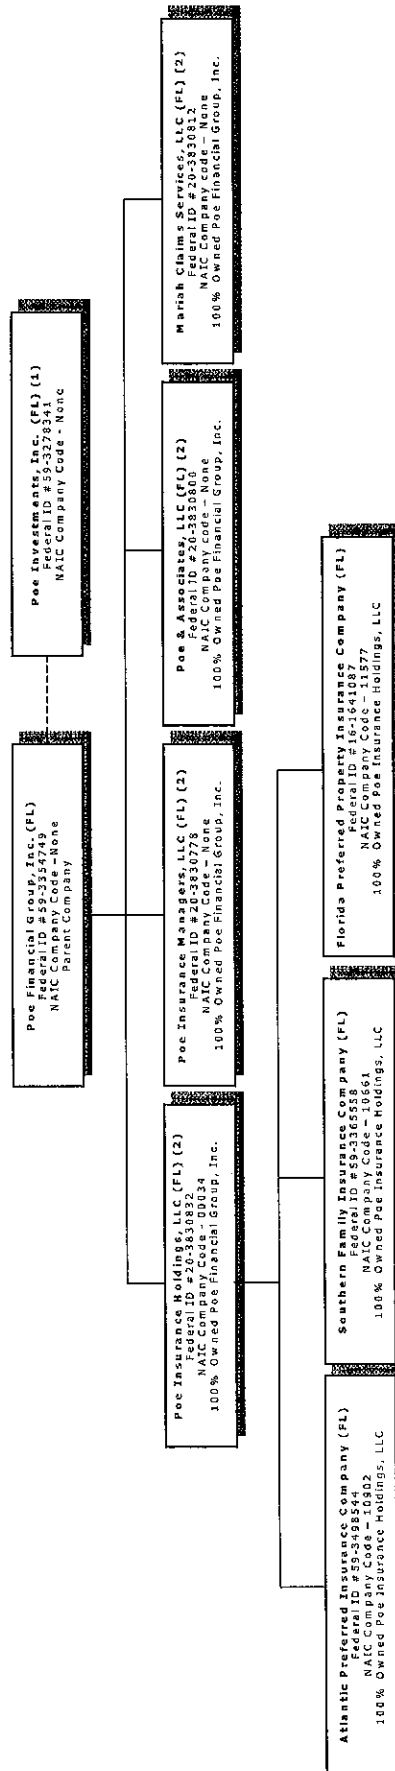 Poe Financial Group, Inc. (FL)
Federal ID #59-3354749
NAIC Company Code -None
Parent Company
Poe Investments, Inc. (FL) (1)
Federal ID #59-3278341
NAIC Company Code - None
Poe Insurance Holdings, LLC (FL) (2)
Federal ID #20-3830832
NAIC Company Code - 00034
100% Owned Poe Financial Group, Inc.
Poe Insurance Managers, LLC (FL) (2)
Federal ID #20-3830778
NAIC Company code - None
100% Owned Poe Financial Group, Inc.
Poe & Associates, LLC (FL) (2)
Federal ID #20-3830800
NAIC Company code - None
100% Owned Poe Financial Group, Inc.
Mariah Claims Services, LLC (FL) (2)
Federal ID #20-3830812
NAIC Company code - None
100% Owned Poe Financial Group, Inc.
Atlantic Preferred Insurance Company (FL)
Federal ID #59-3498544
NAIC Company Code - 10902
100% Owned Poe Insurance Holdings, LLC
Southern Family Insurance Company (FL)
Federal ID #59-3365558
NAIC Company Code - 10661
100% Owned Poe Insurance Holdings, LLC
Florida Preferred Property Insurance Company (FL)
Federal ID #16-1641087
NAIC Company Code - 11577
100% Owned Poe Insurance Holdings, LLC